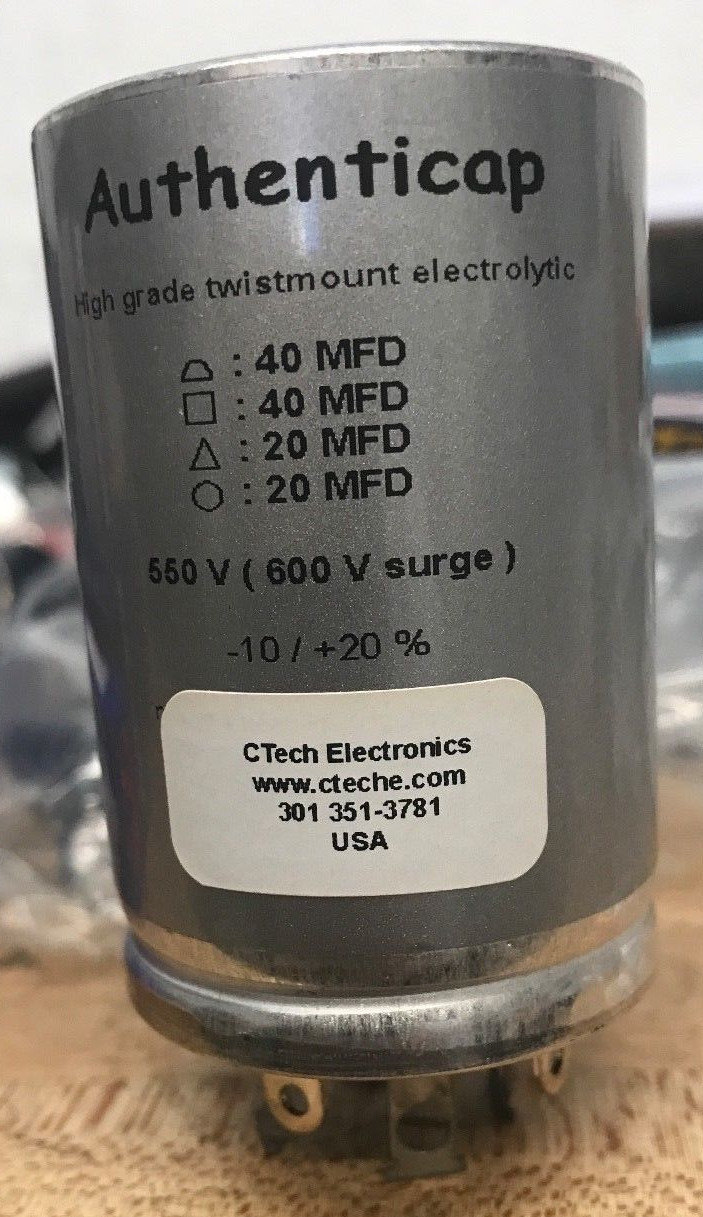 Authenticap
High grade twistmount electrolytic
: 40 MFD
: 40 MFD
: 20 MFD
: 20 MFD
550 V ( 600 V surge )
-10 / +20 %
CTech Electronics
www.cteche.com
301 351-3781
USA